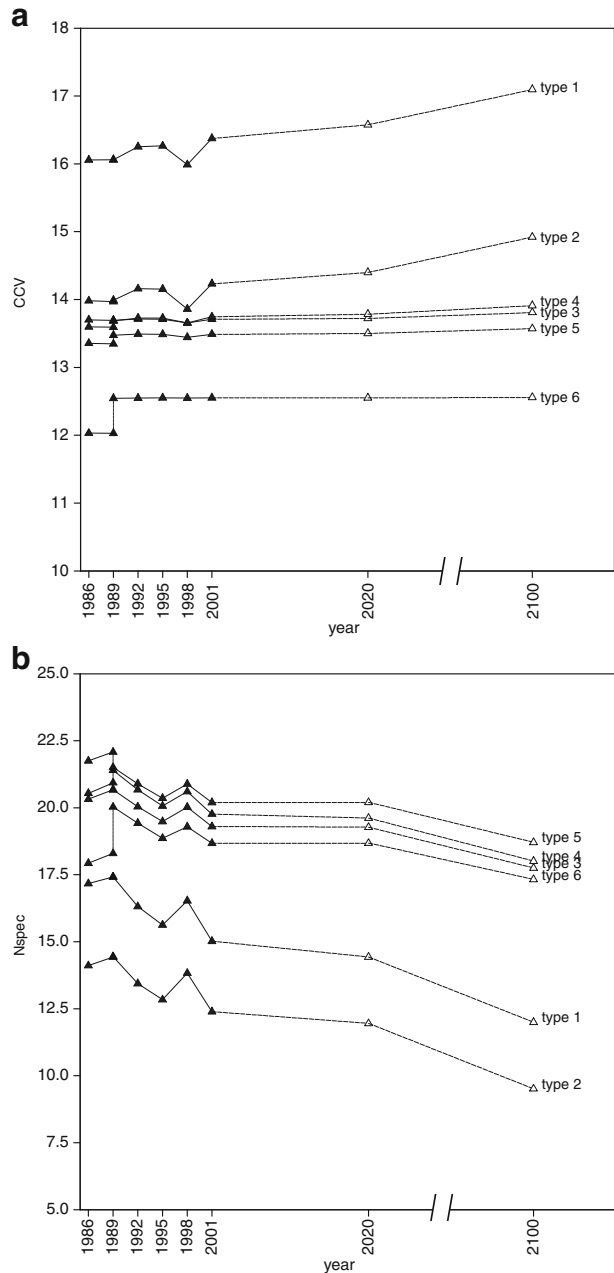 a
18
17
16
15
14
13
12
11
10
CCV
type 1
type 2
type 4
type 3
type 5
type 6
1986
1989
1992
1995
1998
2001
2020
2100
year
b
25.0
22.5
20.0
17.5
15.0
12.5
10.0
7.5
5.0
Nspec
type 5
type 4
type 3
type 6
type 1
type 2
1986
1989
1992
1995
1998
2001
2020
2100
year